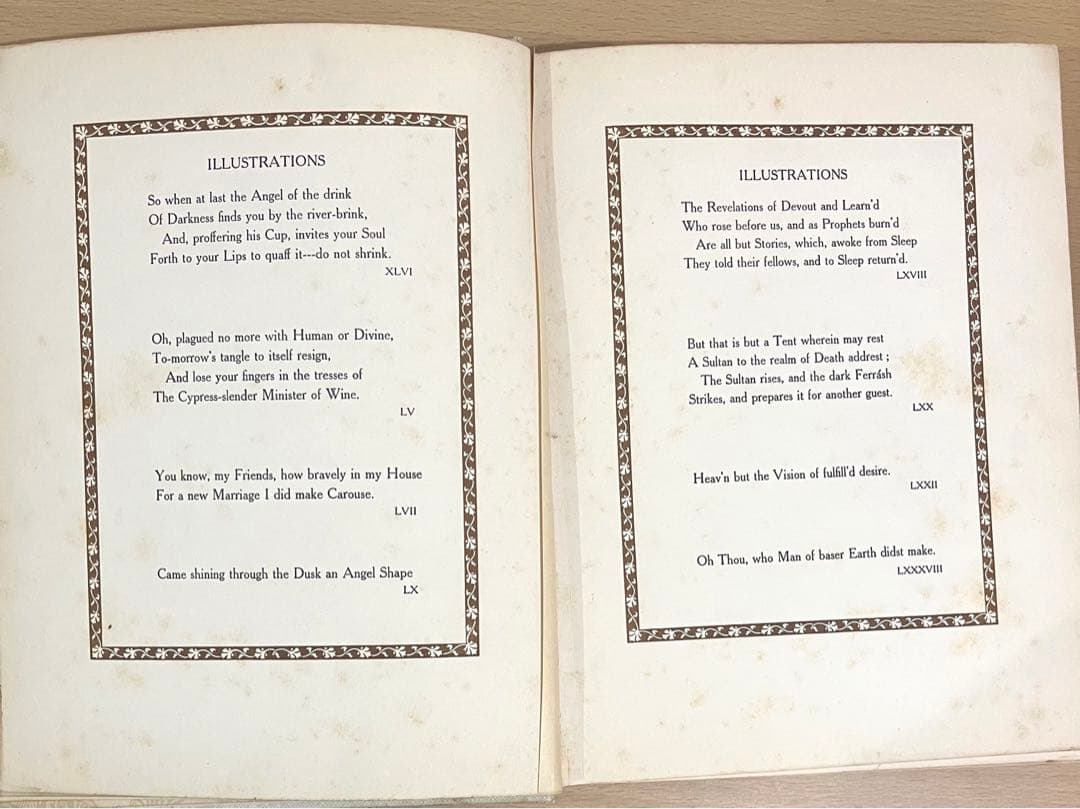 ILLUSTRATIONS
So when at last the Angel of the drink
Of Darkness finds you by the river-brink,
And, proffering his Cup, invites your Soul
Forth to your Lips to quaff it---do not shrink.
XLVI
Oh, plagued no more with Human or Divine,
To-morrow's tangle to itself resign,
And lose your fingers in the tresses of
The Cypress-slender Minister of Wine.
LV
You know, my Friends, how bravely in my House
For a new Marriage I did make Carouse.
LVII
Came shining through the Dusk an Angel Shape
LX
ILLUSTRATIONS
The Revelations of Devout and Learn'd
Who rose before us, and as Prophets burn'd
Are all but Stories, which, awoke from Sleep
They told their fellows, and to Sleep return'd.
LXVIII
But that is but a Tent wherein may rest
A Sultan to the realm of Death addrest;
The Sultan rises, and the dark Ferrásh
Strikes, and prepares it for another guest.
LXX
Heav'n but the Vision of fulfill'd desire.
LXXII
Oh Thou, who Man of baser Earth didst make.
LXXXVIII